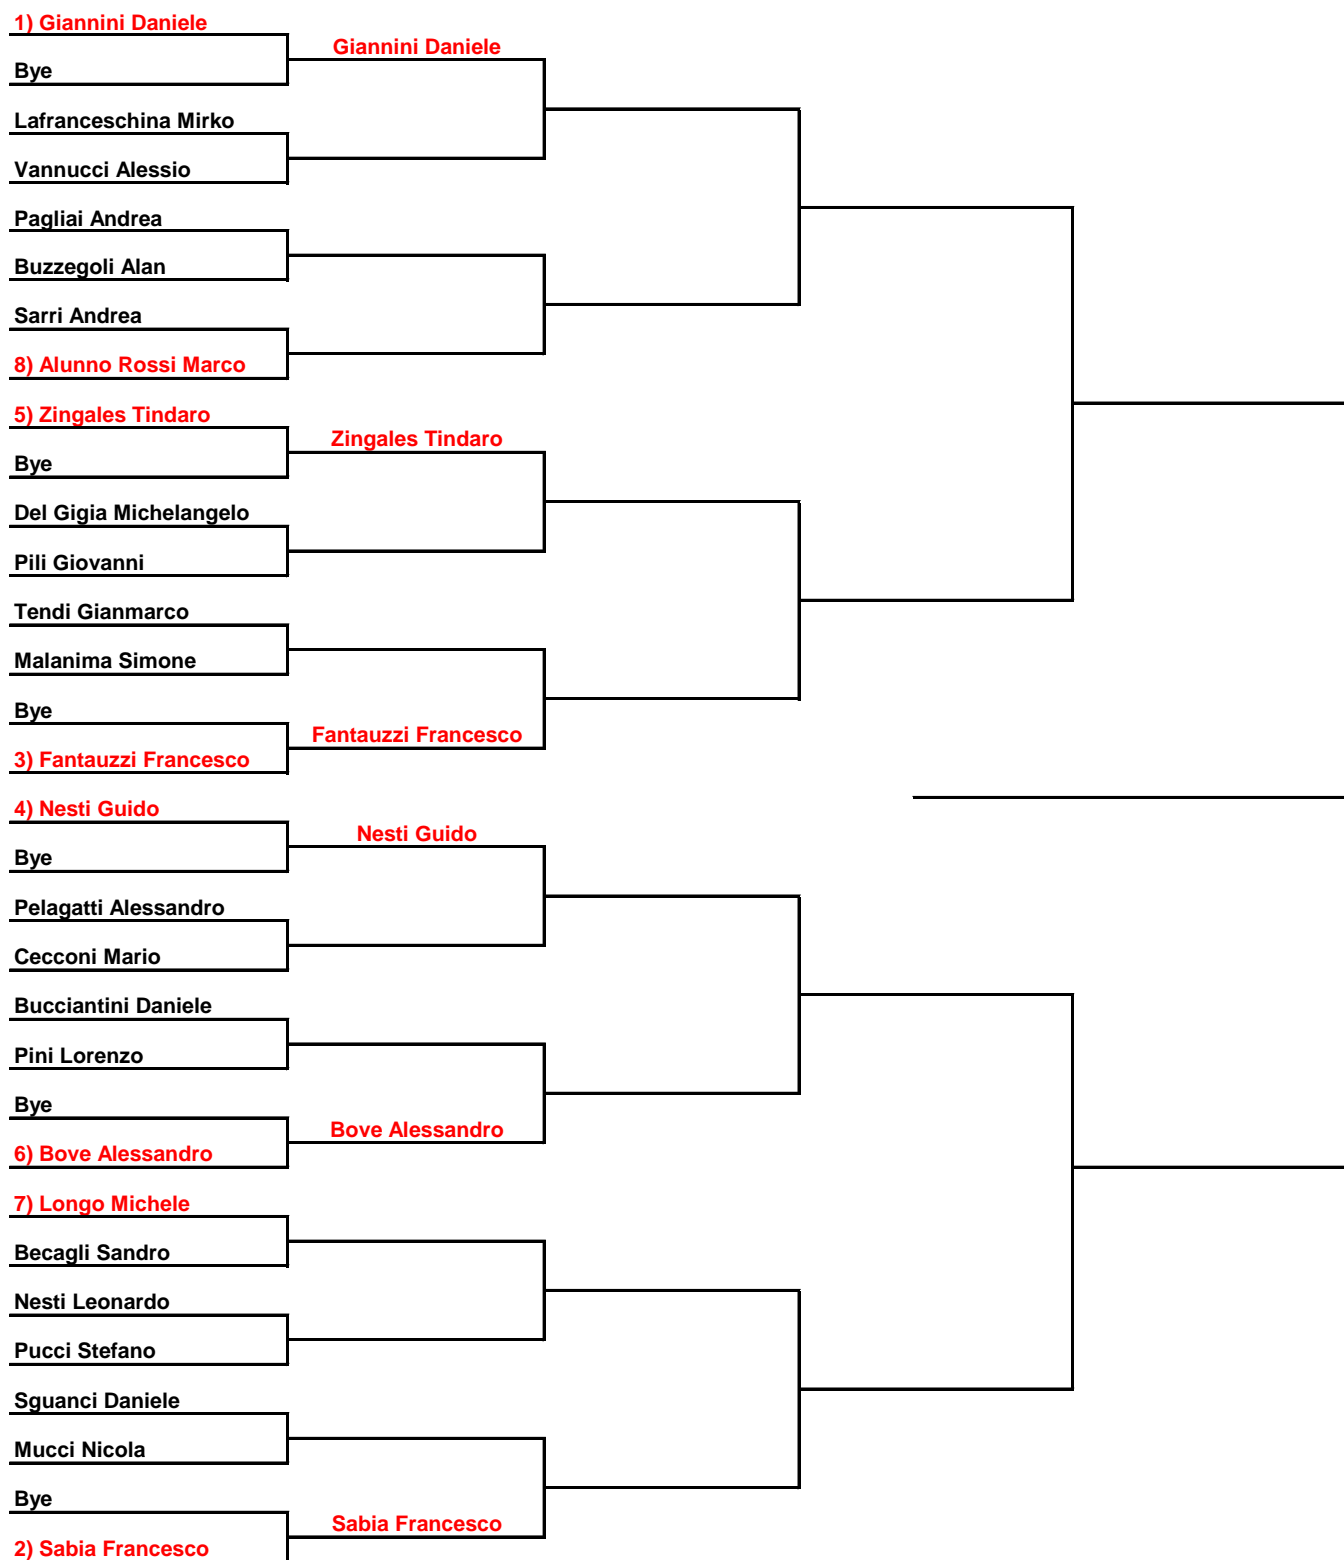 1) Giannini Daniele
Giannini Daniele
Bye
Lafranceschina Mirko
Vannucci Alessio
Pagliai Andrea
Buzzegoli Alan
Sarri Andrea
8) Alunno Rossi Marco
5) Zingales Tindaro
Zingales Tindaro
Bye
Del Gigia Michelangelo
Pili Giovanni
Tendi Gianmarco
Malanima Simone
Bye
Fantauzzi Francesco
3) Fantauzzi Francesco
4) Nesti Guido
Nesti Guido
Bye
Pelagatti Alessandro
Cecconi Mario
Bucciantini Daniele
Pini Lorenzo
Bye
Bove Alessandro
6) Bove Alessandro
7) Longo Michele
Becagli Sandro
Nesti Leonardo
Pucci Stefano
Sguanci Daniele
Mucci Nicola
Bye
Sabia Francesco
2) Sabia Francesco